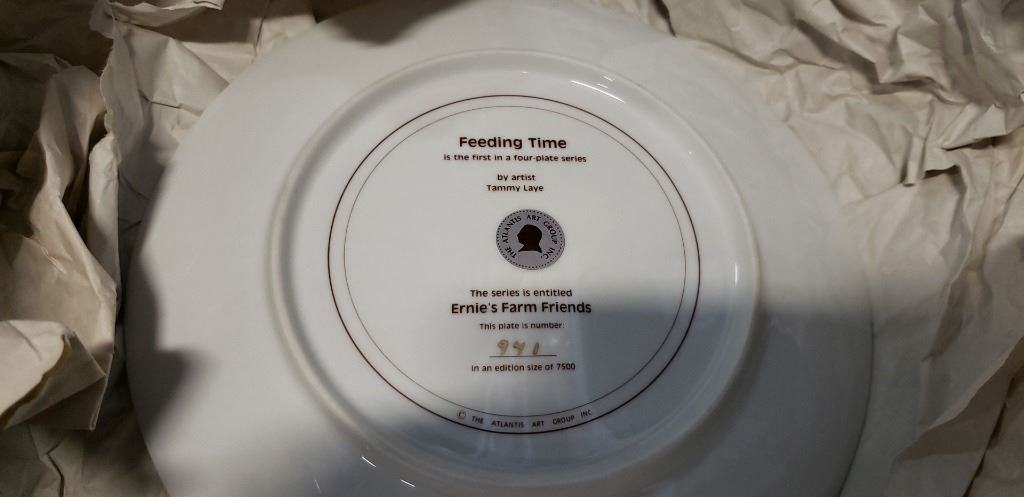 Feeding Time
is the first in a four-plate series
by artist
Tammy Laye
THE ATLANTIS ART GROUP INC.
The series is entitled
Ernie's Farm Friends
This plate is number:
941
in an edition size of 7500
© THE ATLANTIS ART GROUP INC.